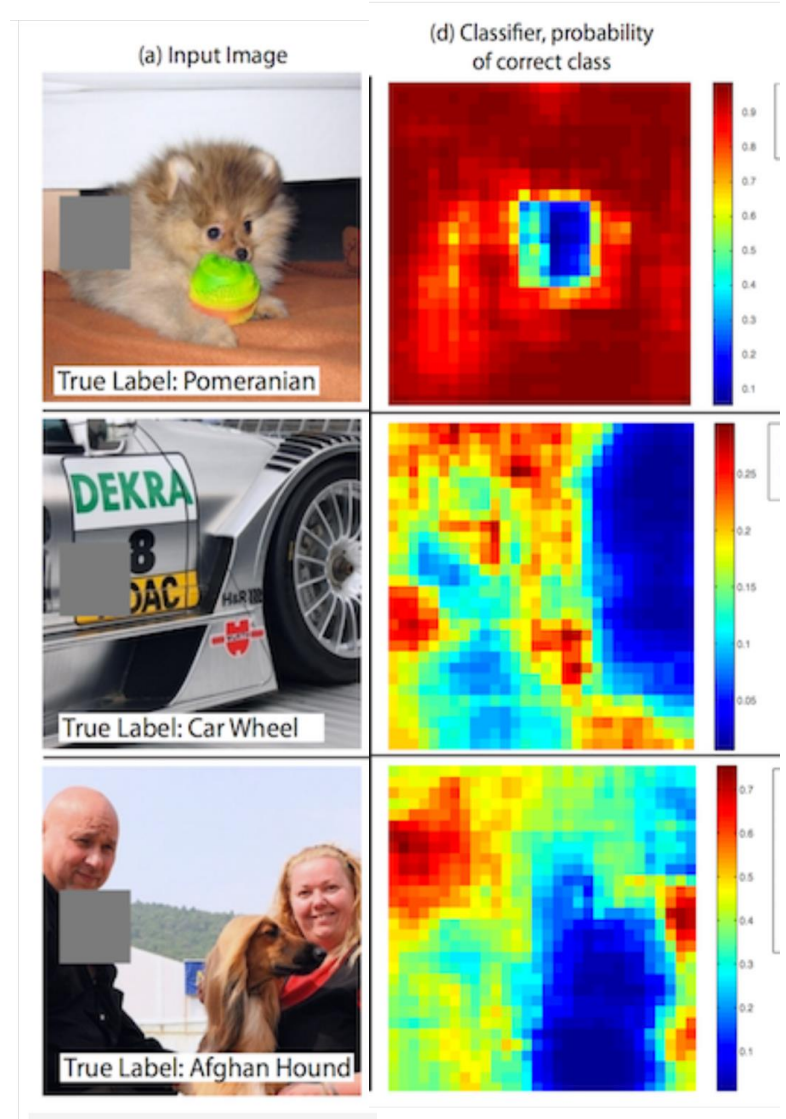 (a) Input Image
(d) Classifier, probability
of correct class
True Label: Pomeranian
0.9
0.8
0.7
0.6
0.5
0.4
0.3
0.2
0.1
DEKRA
8
DAC
H&R
WÜRTH
True Label: Car Wheel
0.25
0.2
0.15
0.1
0.05
True Label: Afghan Hound
0.7
0.6
0.5
0.4
0.3
0.2
0.1